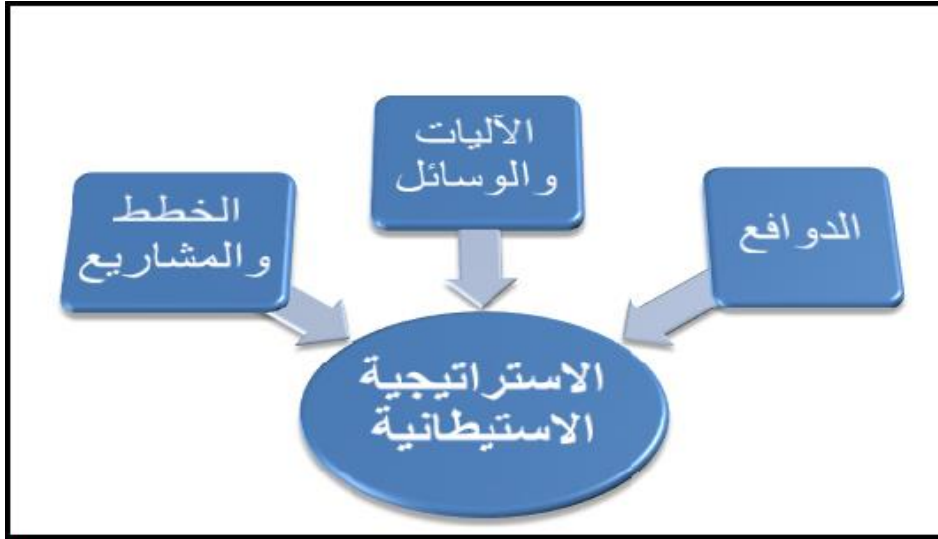 الدوافع
الآليات
والوسائل
الخطط
والمشاريع
الاستراتيجية
الاستيطانية